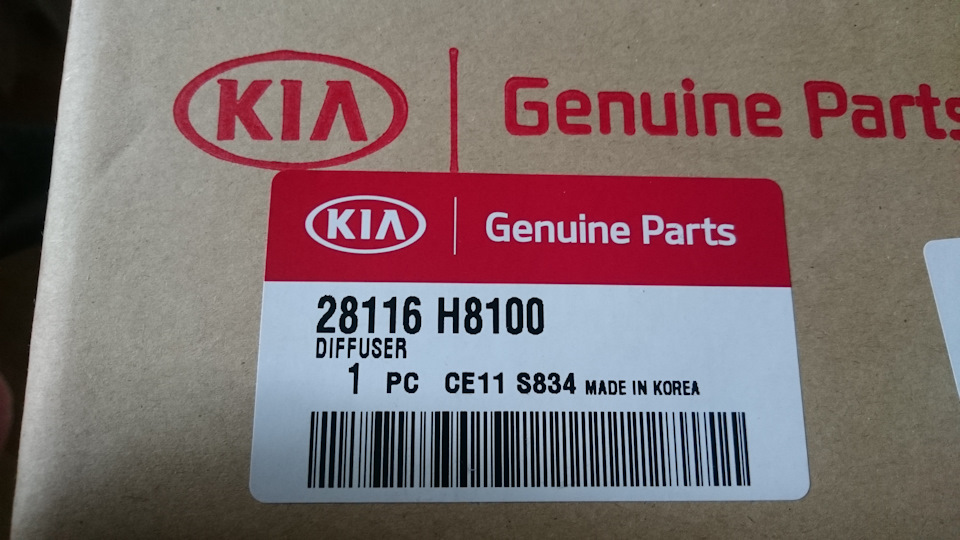 KIA Genuine Parts
KIA Genuine Parts
28116 H8100
DIFFUSER
1 PC CE11 S834 MADE IN KOREA